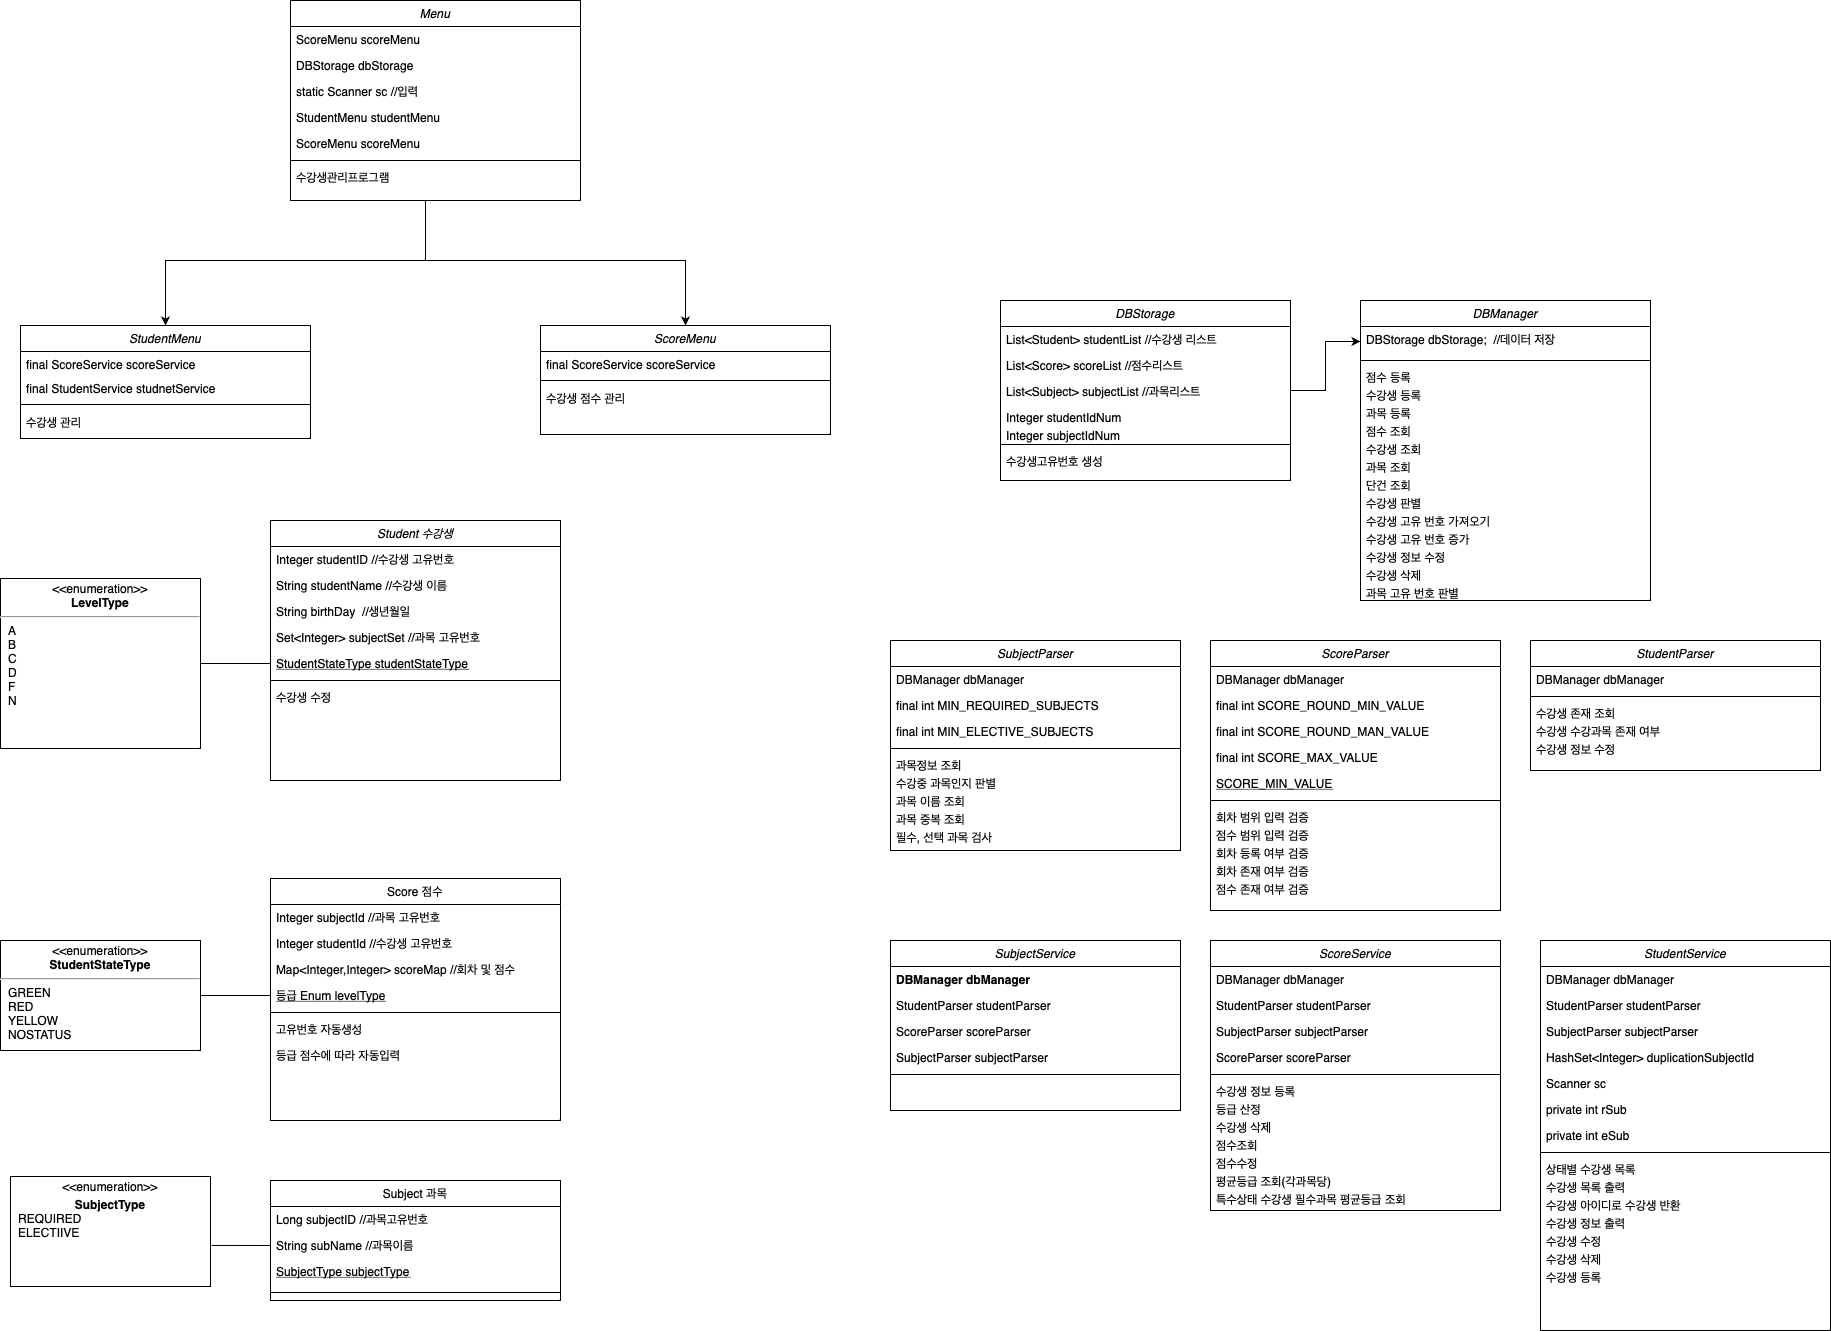 Menu
ScoreMenu scoreMenu
DBStorage dbStorage
static Scanner sc //입력
StudentMenu studentMenu
ScoreMenu scoreMenu
수강생관리프로그램
StudentMenu
final ScoreService scoreService
final StudentService studnetService
수강생 관리
ScoreMenu
final ScoreService scoreService
수강생 점수 관리
DBStorage
List<Student> studentList //수강생 리스트
List<Score> scoreList //점수리스트
List<Subject> subjectList //과목리스트
Integer studentIdNum
Integer subjectIdNum
수강생고유번호 생성
DBManager
DBStorage dbStorage;  //데이터 저장
점수 등록
수강생 등록
과목 등록
점수 조회
수강생 조회
과목 조회
단건 조회
수강생 판별
수강생 고유 번호 가져오기
수강생 고유 번호 증가
수강생 정보 수정
수강생 삭제
과목 고유 번호 판별
<<enumeration>>
LevelType
A
B
C
D
F
N
Student 수강생
Integer studentID //수강생 고유번호
String studentName //수강생 이름
String birthDay  //생년월일
Set<Integer> subjectSet //과목 고유번호
StudentStateType studentStateType
수강생 수정
SubjectParser
DBManager dbManager
final int MIN_REQUIRED_SUBJECTS
final int MIN_ELECTIVE_SUBJECTS
과목정보 조회
수강중 과목인지 판별
과목 이름 조회
과목 중복 조회
필수, 선택 과목 검사
ScoreParser
DBManager dbManager
final int SCORE_ROUND_MIN_VALUE
final int SCORE_ROUND_MAN_VALUE
final int SCORE_MAX_VALUE
SCORE_MIN_VALUE
회차 범위 입력 검증
점수 범위 입력 검증
회차 등록 여부 검증
회차 존재 여부 검증
점수 존재 여부 검증
StudentParser
DBManager dbManager
수강생 존재 조회
수강생 수강과목 존재 여부
수강생 정보 수정
<<enumeration>>
StudentStateType
GREEN
RED
YELLOW
NOSTATUS
Score 점수
Integer subjectId //과목 고유번호
Integer studentId //수강생 고유번호
Map<Integer,Integer> scoreMap //회차 및 점수
등급 Enum levelType
고유번호 자동생성
등급 점수에 따라 자동입력
SubjectService
DBManager dbManager
StudentParser studentParser
ScoreParser scoreParser
SubjectParser subjectParser
ScoreService
DBManager dbManager
StudentParser studentParser
SubjectParser subjectParser
ScoreParser scoreParser
수강생 정보 등록
등급 산정
수강생 삭제
점수조회
점수수정
평균등급 조회(각과목당)
특수상태 수강생 필수과목 평균등급 조회
StudentService
DBManager dbManager
StudentParser studentParser
SubjectParser subjectParser
HashSet<Integer> duplicationSubjectId
Scanner sc
private int rSub
private int eSub
상태별 수강생 목록
수강생 목록 출력
수강생 아이디로 수강생 반환
수강생 정보 출력
수강생 수정
수강생 삭제
수강생 등록
<<enumeration>>
SubjectType
REQUIRED
ELECTIIVE
Subject 과목
Long subjectID //과목고유번호
String subName //과목이름
SubjectType subjectType